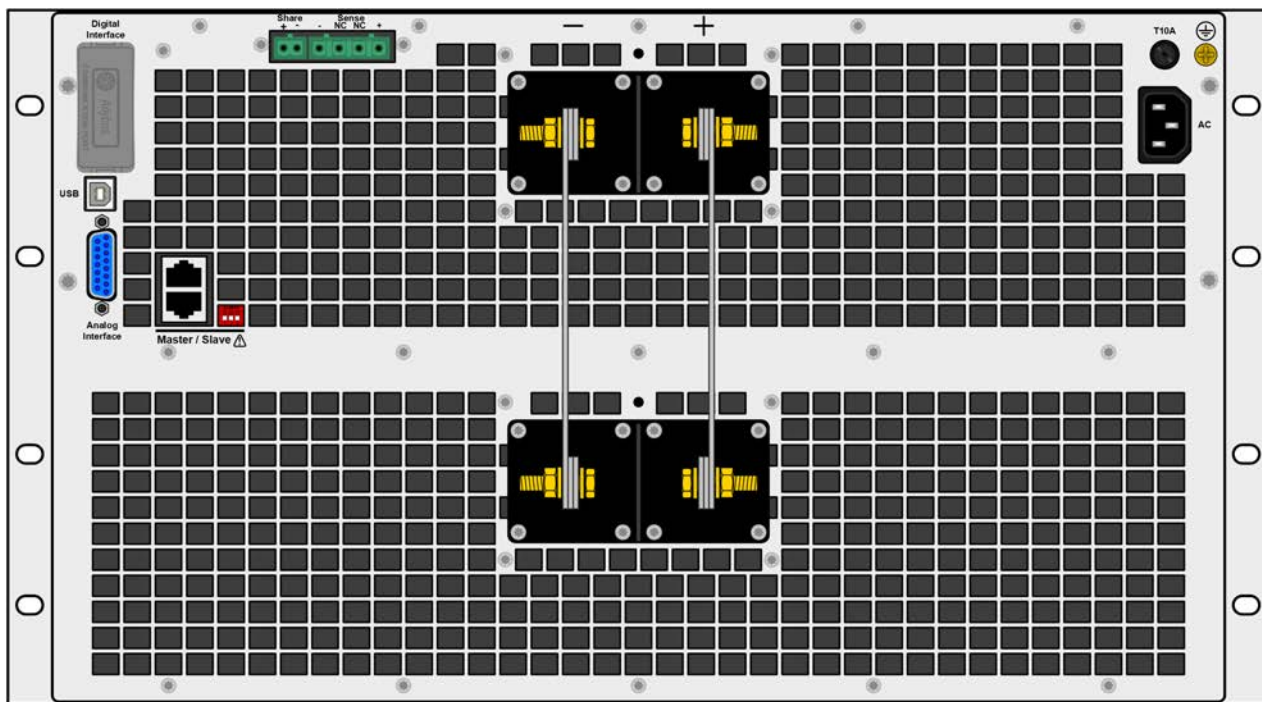 Digital
Interface
Share
+ -
Sense
- NC NC +
−
+
T10A
AC
USB
Analog
Interface
Master / Slave